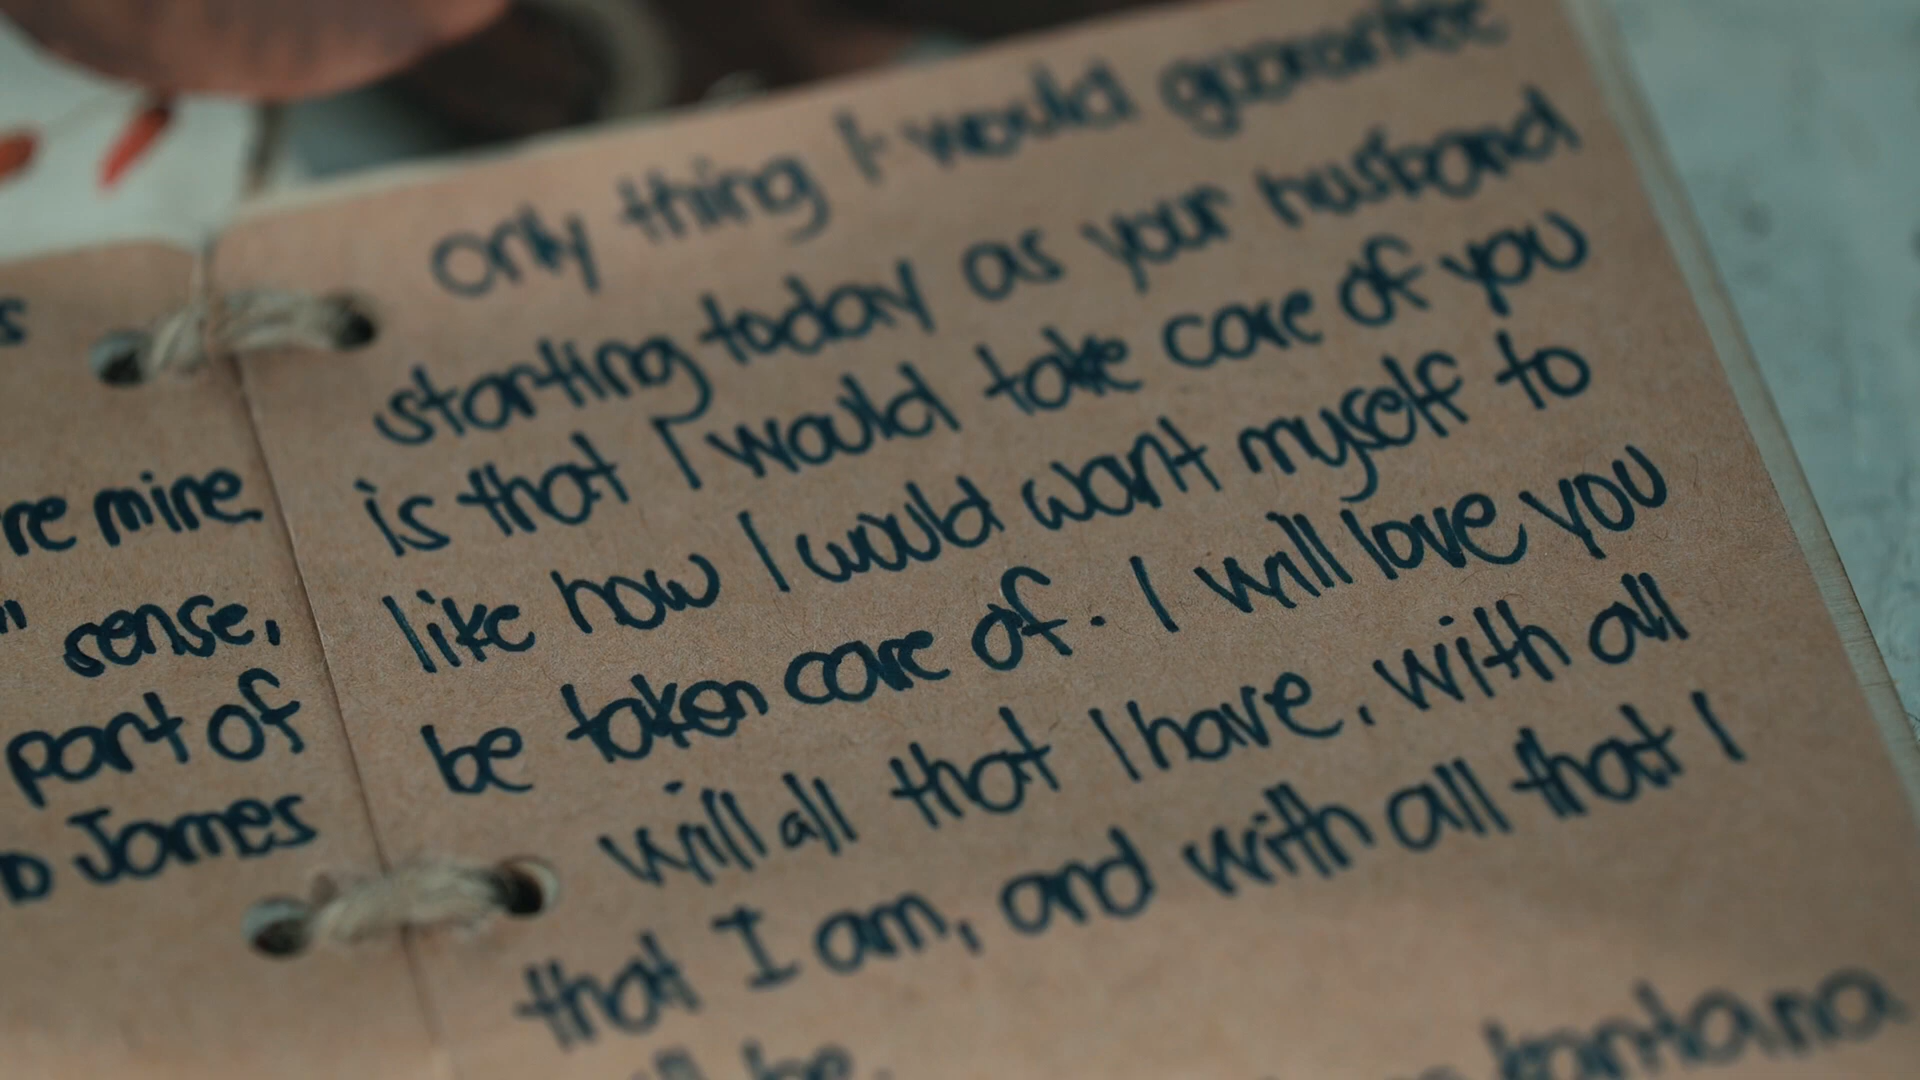 s
re mine
" sense,
part of
James
only thing I would guarantee
starting today as your husband
is that I would take care of you
like how I would want myself to
be taken care of. I will love you
will all that I have, with all
that I am, and with all that I
be.
kantana